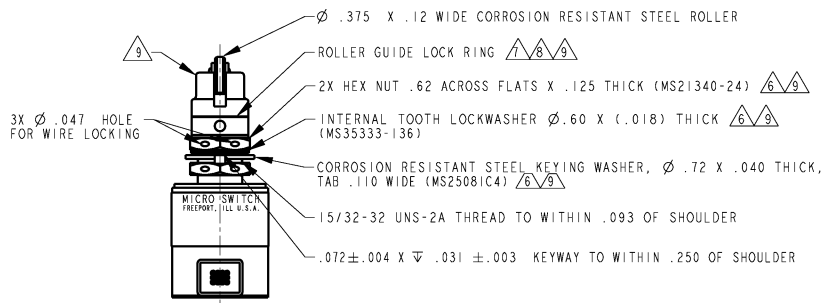 Ø .375 X .12 WIDE CORROSION RESISTANT STEEL ROLLER
9
ROLLER GUIDE LOCK RING 7 8 9
2X HEX NUT .62 ACROSS FLATS X .125 THICK (MS21340-24) 6 9
3X Ø .047 HOLE
FOR WIRE LOCKING
INTERNAL TOOTH LOCKWASHER Ø.60 X (.018) THICK 6 9
(MS35333-136)
CORROSION RESISTANT STEEL KEYING WASHER, Ø .72 X .040 THICK,
TAB .110 WIDE (MS25081C4) 6 9
MICRO SWITCH
FREEPORT, ILL U.S.A.
15/32-32 UNS-2A THREAD TO WITHIN .093 OF SHOULDER
.072±.004 X ↧ .031 ±.003 KEYWAY TO WITHIN .250 OF SHOULDER